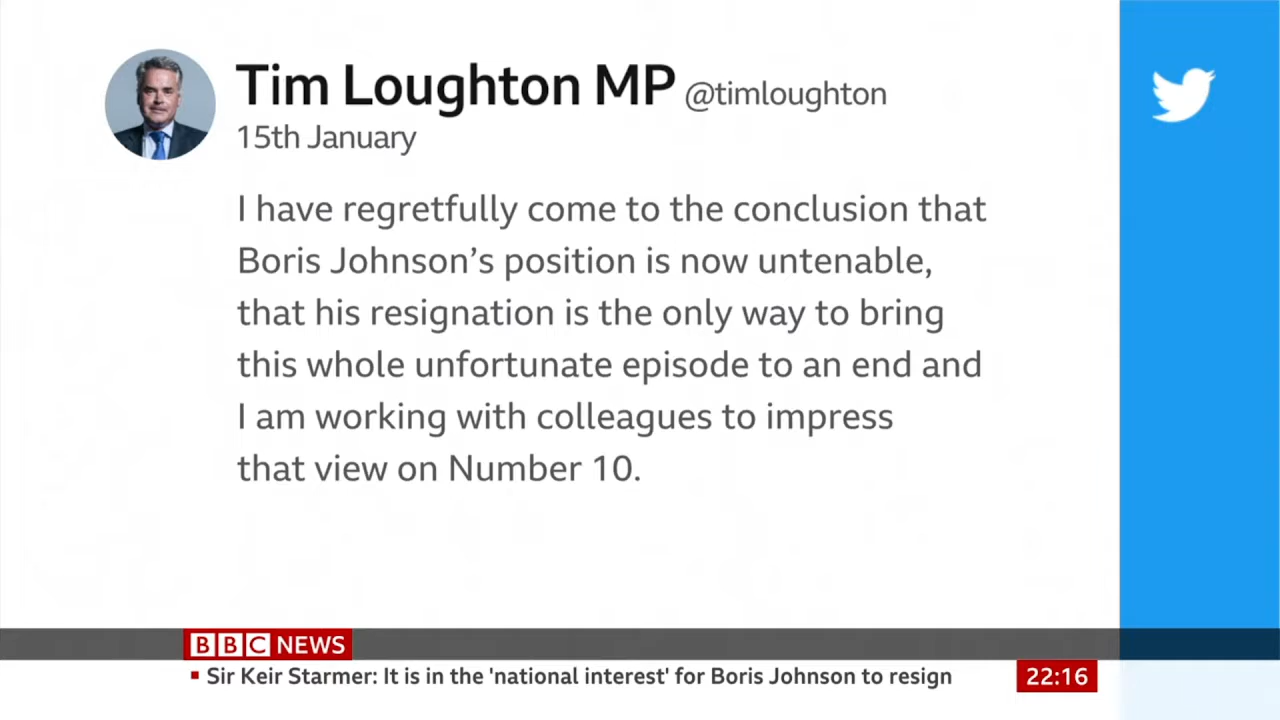 Tim Loughton MP @timloughton
15th January
I have regretfully come to the conclusion that
Boris Johnson’s position is now untenable,
that his resignation is the only way to bring
this whole unfortunate episode to an end and
I am working with colleagues to impress
that view on Number 10.
BBC NEWS
Sir Keir Starmer: It is in the 'national interest' for Boris Johnson to resign
22:16